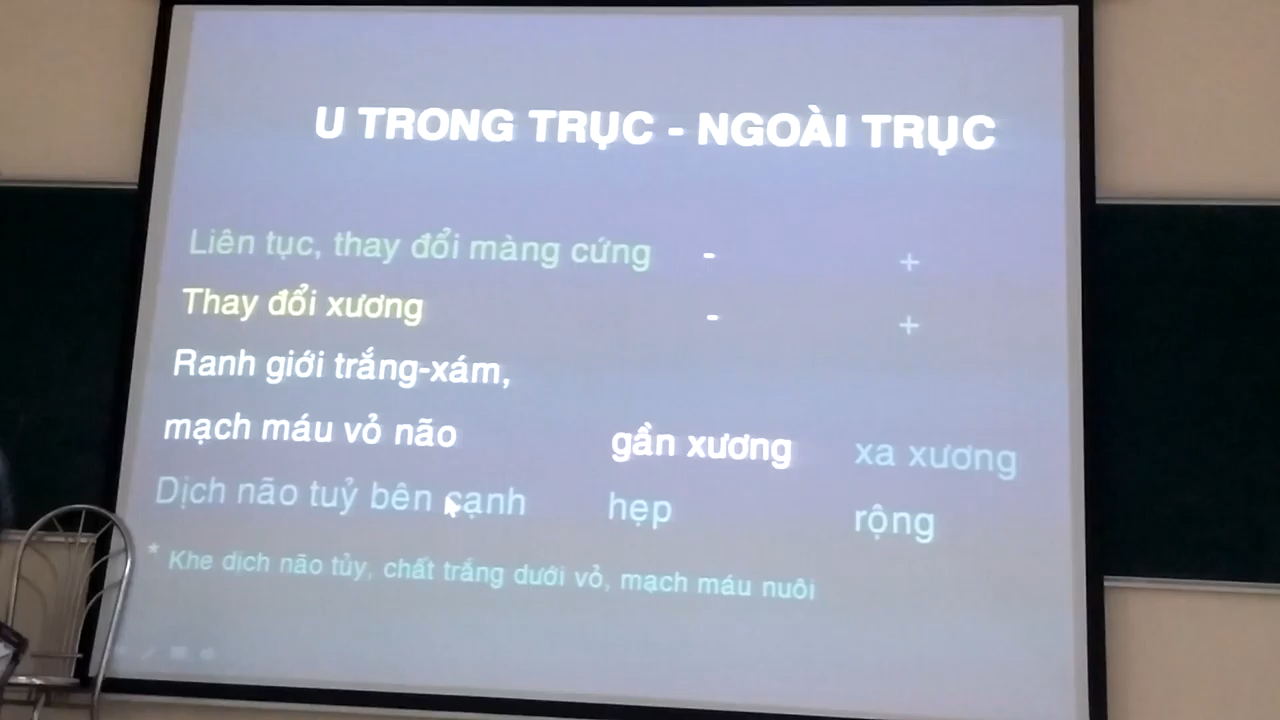 U TRONG TRỤC - NGOÀI TRỤC
Liên tục, thay đổi màng cứng - +
Thay đổi xương - +
Ranh giới trắng-xám,
mạch máu vỏ não gần xương xa xương
Dịch não tuỷ bên cạnh hẹp rộng
* Khe dịch não tủy, chất trắng dưới vỏ, mạch máu nuôi